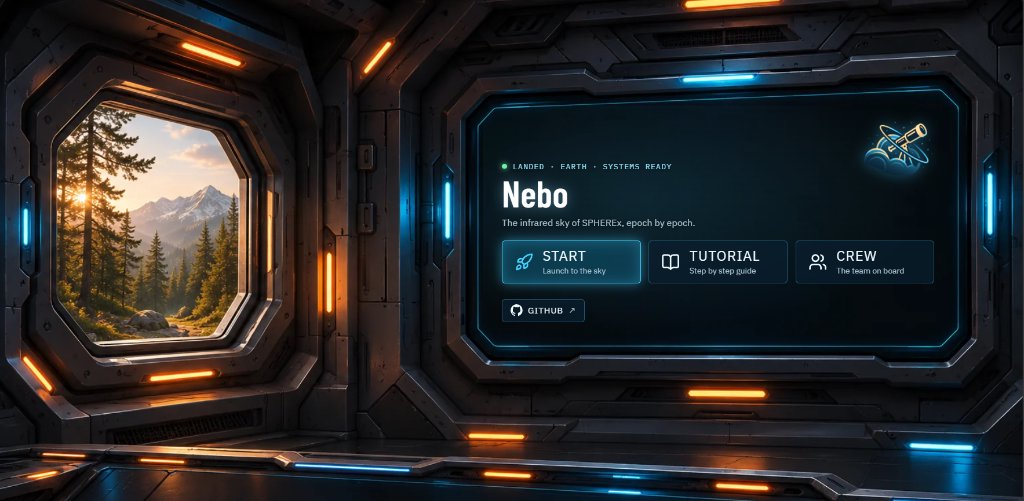 LANDED · EARTH · SYSTEMS READY
Nebo
The infrared sky of SPHEREx, epoch by epoch.
START
Launch to the sky
TUTORIAL
Step by step guide
CREW
The team on board
GITHUB ↗